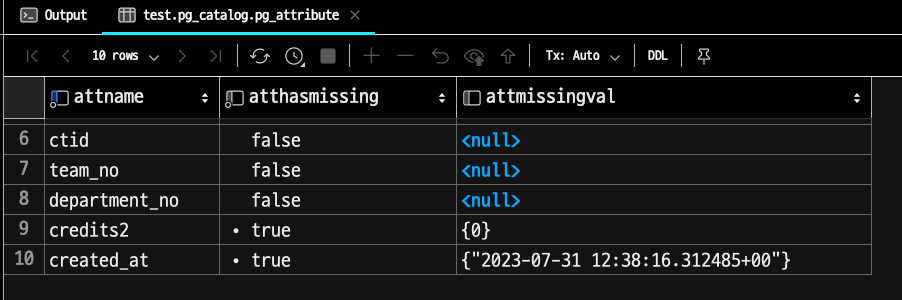 Output test.pg_catalog.pg_attribute
10 rows Tx: Auto DDL
attname atthasmissing attmissingval
6 ctid false <null>
7 team_no false <null>
8 department_no false <null>
9 credits2 • true {0}
10 created_at • true {"2023-07-31 12:38:16.312485+00"}